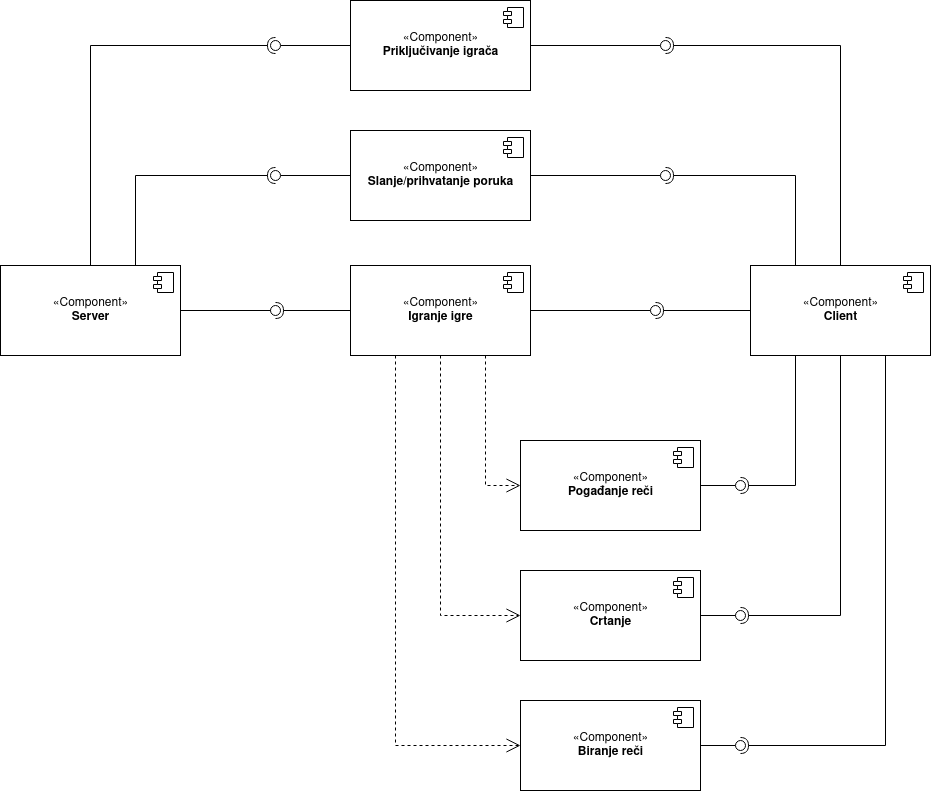 «Component»
Priključivanje igrača
«Component»
Slanje/prihvatanje poruka
«Component»
Server
«Component»
Igranje igre
«Component»
Client
«Component»
Pogađanje reči
«Component»
Crtanje
«Component»
Biranje reči